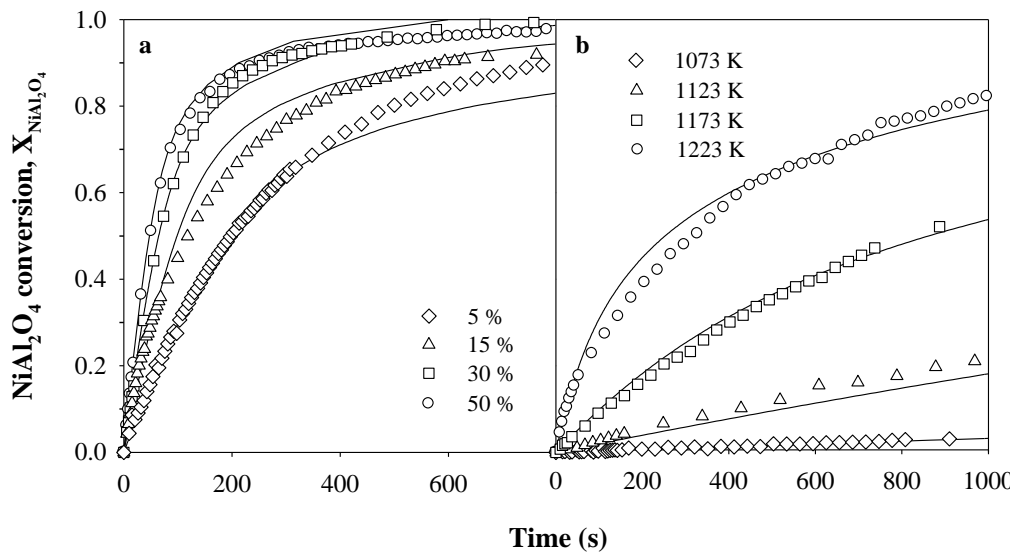 NiAl2O4 conversion, XNiAl2O4
1.0
0.8
0.6
0.4
0.2
0.0
a
5 %
15 %
30 %
50 %
0
200
400
600
b
1073 K
1123 K
1173 K
1223 K
0
200
400
600
800
1000
Time (s)